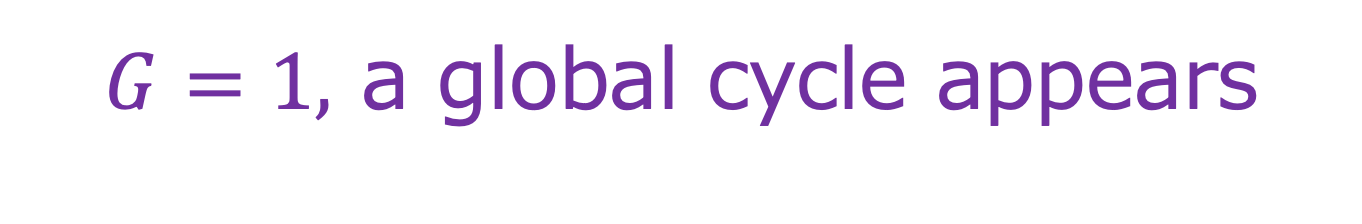 G = 1, a global cycle appears